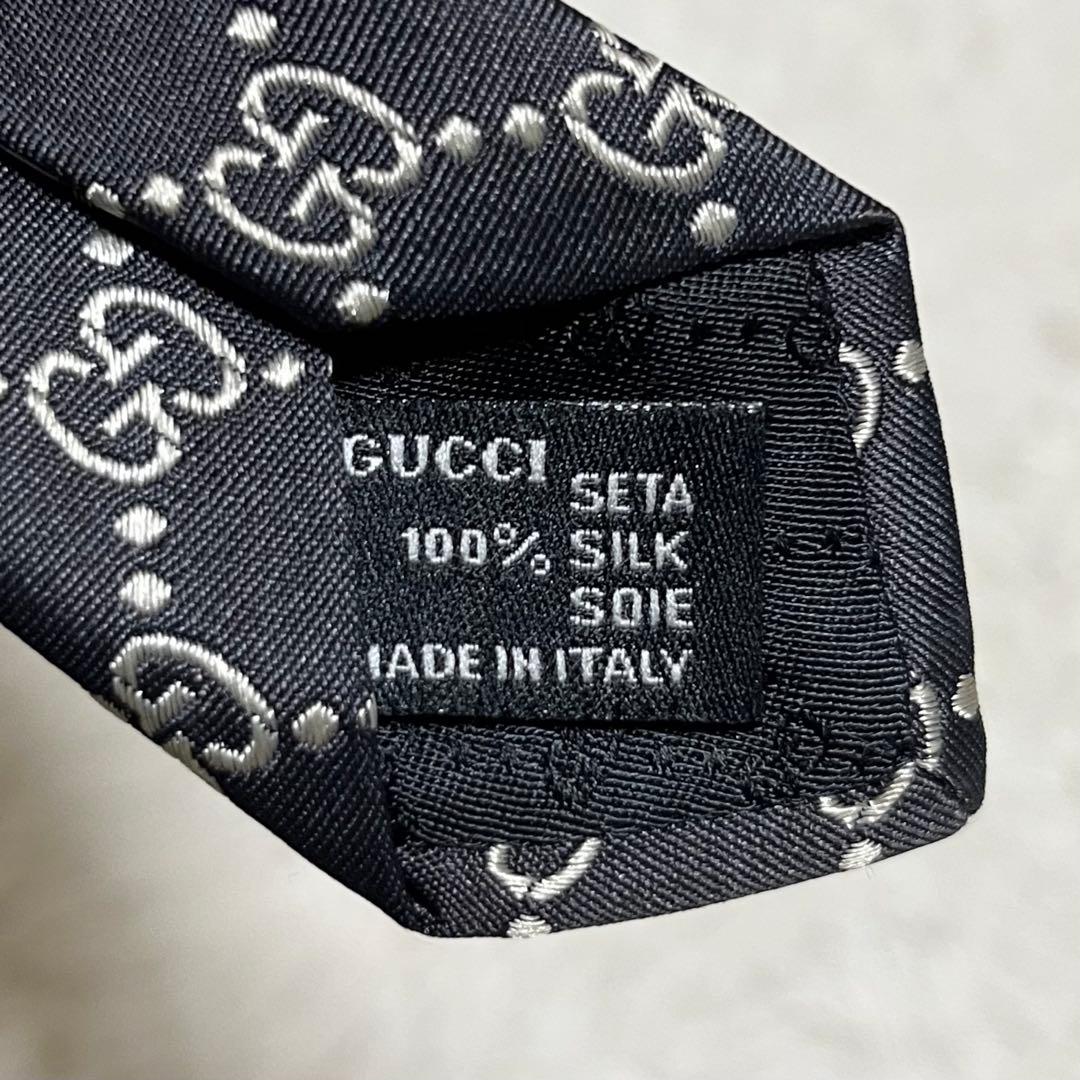 GUCCI
SETA
100% SILK
SOIE
MADE IN ITALY